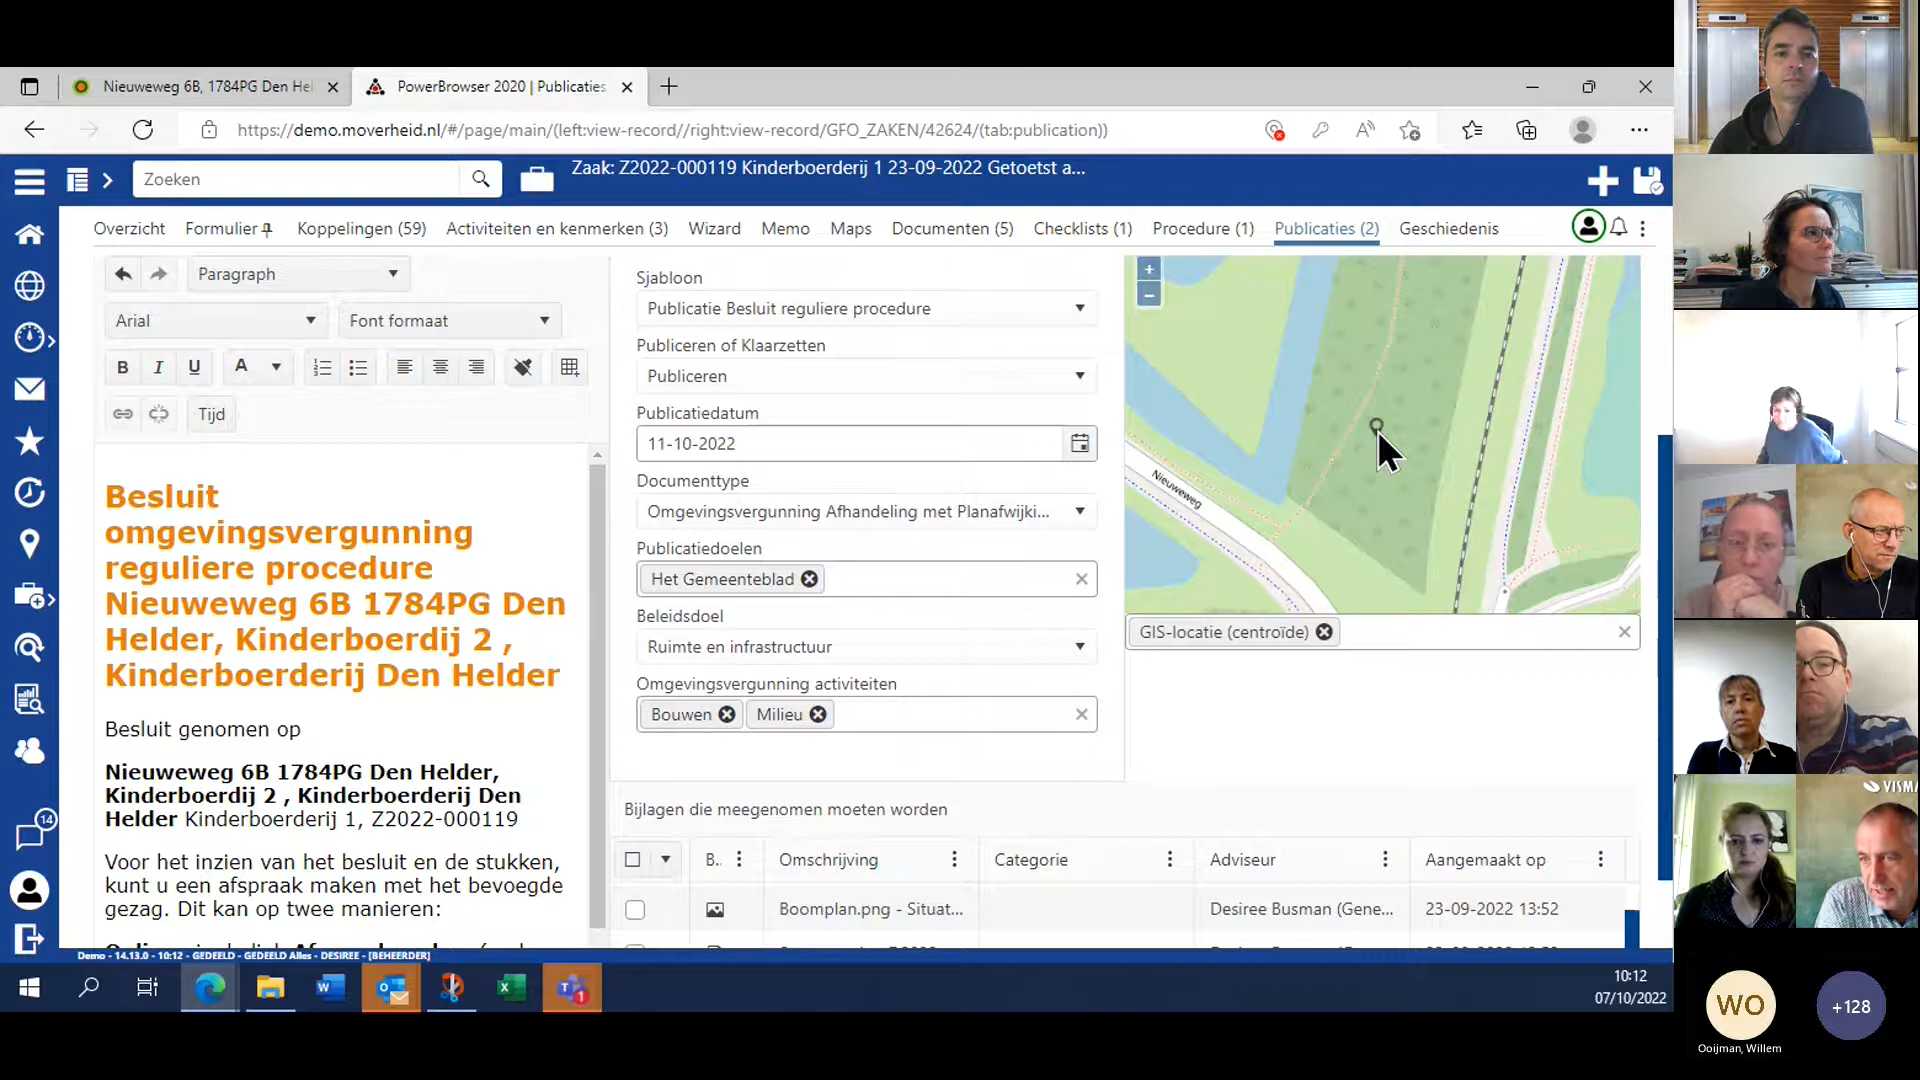 Nieuweweg 6B, 1784PG Den Hel
PowerBrowser 2020 | Publicaties
https://demo.moverheid.nl/#/page/main/(left:view-record//right:view-record/GFO_ZAKEN/42624/(tab:publication))
Zoeken
Zaak: Z2022-000119 Kinderboerderij 1 23-09-2022 Getoetst a...
Overzicht Formulier Koppelingen (59) Activiteiten en kenmerken (3) Wizard Memo Maps Documenten (5) Checklists (1) Procedure (1) Publicaties (2) Geschiedenis
Paragraph
Arial
Font formaat
B I U A
Tijd
Besluit
omgevingsvergunning
reguliere procedure
Nieuweweg 6B 1784PG Den
Helder, Kinderboerdij 2 ,
Kinderboerderij Den Helder
Besluit genomen op
Nieuweweg 6B 1784PG Den Helder,
Kinderboerdij 2 , Kinderboerderij Den
Helder Kinderboerderij 1, Z2022-000119
Voor het inzien van het besluit en de stukken,
kunt u een afspraak maken met het bevoegde
gezag. Dit kan op twee manieren:
Sjabloon
Publicatie Besluit reguliere procedure
Publiceren of Klaarzetten
Publiceren
Publicatiedatum
11-10-2022
Documenttype
Omgevingsvergunning Afhandeling met Planafwijki...
Publicatiedoelen
Het Gemeenteblad
Beleidsdoel
Ruimte en infrastructuur
Omgevingsvergunning activiteiten
Bouwen
Milieu
+
−
Nieuweweg
GIS-locatie (centroïde)
Bijlagen die meegenomen moeten worden
B.. Omschrijving Categorie Adviseur Aangemaakt op
Boomplan.png - Situat... Desiree Busman (Gene... 23-09-2022 13:52
14
Demo - 14.13.0 - 10:12 - GEDEELD - GEDEELD Alles - DESIREE - [BEHEERDER]
10:12
07/10/2022
1
VISMA
WO
+128
Ooijman, Willem